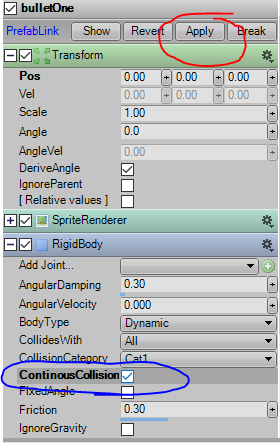 bulletOne
PrefabLink Show Revert Apply Break
Transform
Pos 0.00 0.00 0.00
Vel 0.00 0.00 0.00
Scale 1.00
Angle 0.0
AngleVel 0.00
DeriveAngle
IgnoreParent
[ Relative values ]
SpriteRenderer
RigidBody
Add Joint...
AngularDamping 0.30
AngularVelocity 0.000
BodyType Dynamic
CollidesWith All
CollisionCategory Cat1
ContinousCollision
FixedAngle
Friction 0.30
IgnoreGravity